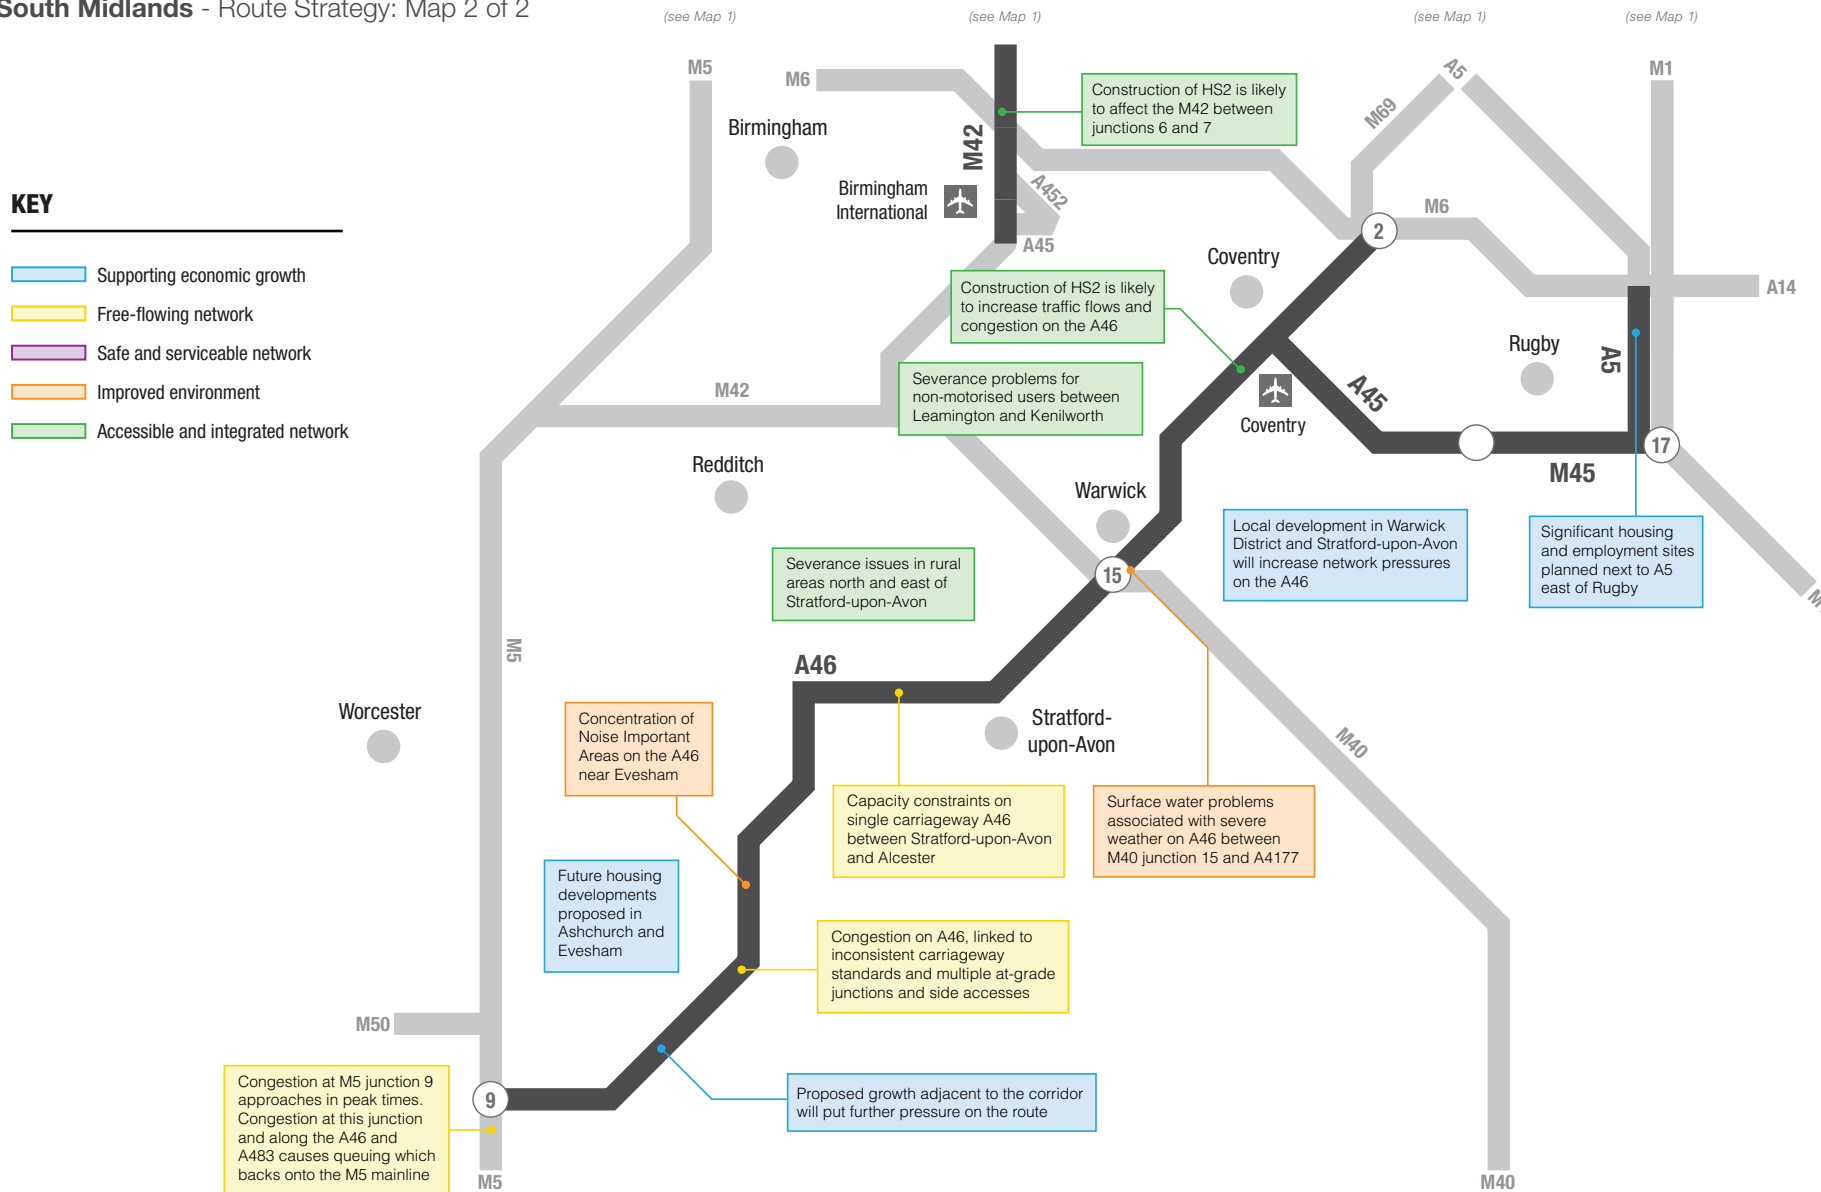 South Midlands - Route Strategy: Map 2 of 2
(see Map 1)
(see Map 1)
(see Map 1)
(see Map 1)
M5
M6
M42
A5
M69
M1
Construction of HS2 is likely
to affect the M42 between
junctions 6 and 7
Birmingham
Birmingham
International
A452
A45
KEY
Supporting economic growth
Free-flowing network
Safe and serviceable network
Improved environment
Accessible and integrated network
2
M6
A14
Coventry
Construction of HS2 is likely
to increase traffic flows and
congestion on the A46
Rugby
A5
A45
Coventry
M42
Severance problems for
non-motorised users between
Leamington and Kenilworth
17
M45
Redditch
Warwick
15
Local development in Warwick
District and Stratford-upon-Avon
will increase network pressures
on the A46
Significant housing
and employment sites
planned next to A5
east of Rugby
Severance issues in rural
areas north and east of
Stratford-upon-Avon
M5
A46
Worcester
Stratford-
upon-Avon
M40
Concentration of
Noise Important
Areas on the A46
near Evesham
Capacity constraints on
single carriageway A46
between Stratford-upon-Avon
and Alcester
Surface water problems
associated with severe
weather on A46 between
M40 junction 15 and A4177
Future housing
developments
proposed in
Ashchurch and
Evesham
Congestion on A46, linked to
inconsistent carriageway
standards and multiple at-grade
junctions and side accesses
M50
9
Congestion at M5 junction 9
approaches in peak times.
Congestion at this junction
and along the A46 and
A483 causes queuing which
backs onto the M5 mainline
Proposed growth adjacent to the corridor
will put further pressure on the route
M5
M40